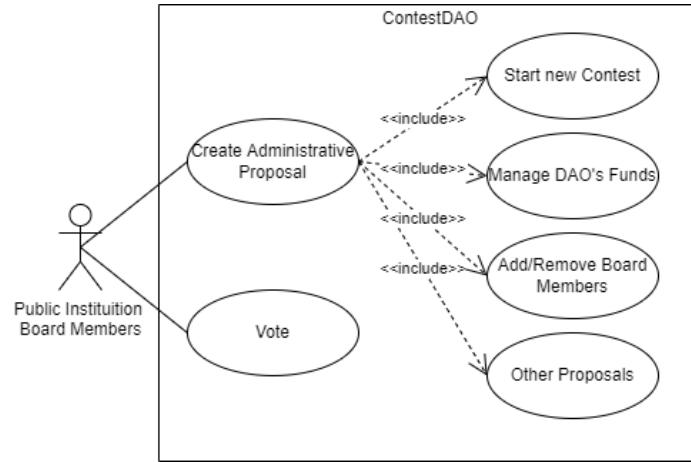 ContestDAO
Start new Contest
<<include>>
Create Administrative
Proposal
<<include>>
Manage DAO's Funds
<<include>>
<<include>>
Add/Remove Board
Members
Public Instituition
Board Members
Vote
Other Proposals